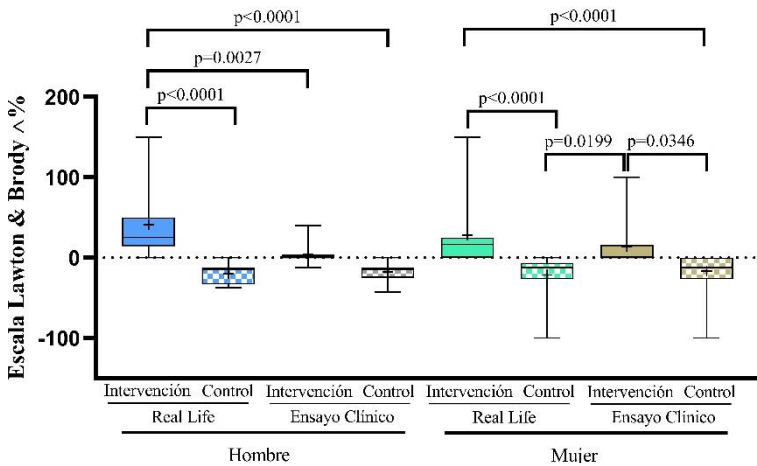 p<0.0001
p<0.0001
p=0.0027
p<0.0001
p<0.0001
p=0.0199
p=0.0346
Escala Lawton & Brody ^%
200
100
0
-100
Intervención Control Intervención Control Intervención Control Intervención Control
Real Life Ensayo Clínico Real Life Ensayo Clínico
Hombre Mujer